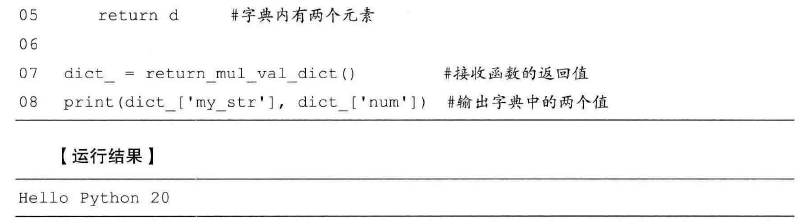 05 return d #字典内有两个元素
06
07 dict_ = return_mul_val_dict() #接收函数的返回值
08 print(dict_['my_str'], dict_['num']) #输出字典中的两个值
【运行结果】
Hello Python 20